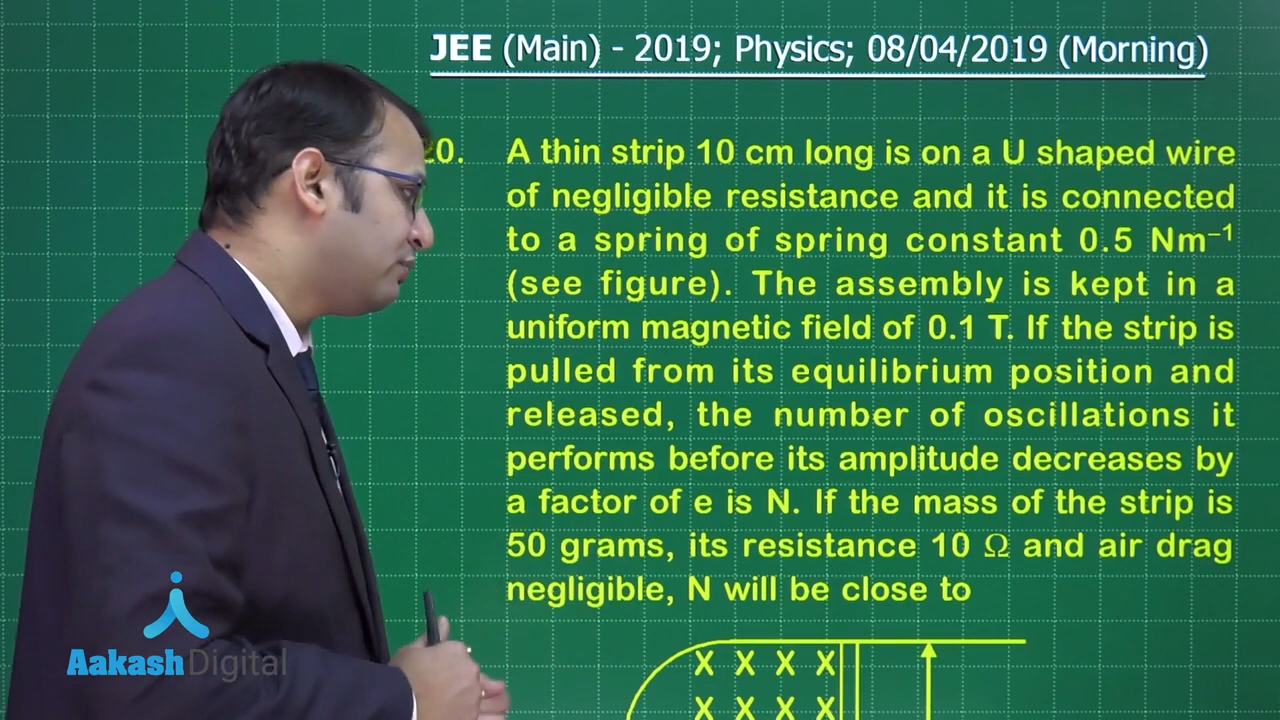 JEE (Main) - 2019; Physics; 08/04/2019 (Morning)
20. A thin strip 10 cm long is on a U shaped wire
of negligible resistance and it is connected
to a spring of spring constant 0.5 Nm⁻¹
(see figure). The assembly is kept in a
uniform magnetic field of 0.1 T. If the strip is
pulled from its equilibrium position and
released, the number of oscillations it
performs before its amplitude decreases by
a factor of e is N. If the mass of the strip is
50 grams, its resistance 10 Ω and air drag
negligible, N will be close to
X X X X
X X X X
Aakash Digital